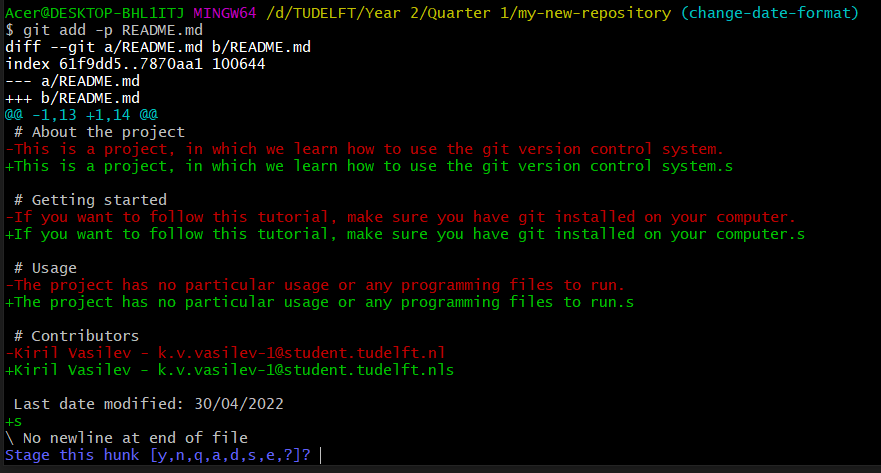 Acer@DESKTOP-BHL1ITJ MINGW64 /d/TUDELFT/Year 2/Quarter 1/my-new-repository (change-date-format)
$ git add -p README.md
diff --git a/README.md b/README.md
index 61f9dd5..7870aa1 100644
--- a/README.md
+++ b/README.md
@@ -1,13 +1,14 @@
 # About the project
-This is a project, in which we learn how to use the git version control system.
+This is a project, in which we learn how to use the git version control system.s

 # Getting started
-If you want to follow this tutorial, make sure you have git installed on your computer.
+If you want to follow this tutorial, make sure you have git installed on your computer.s

 # Usage
-The project has no particular usage or any programming files to run.
+The project has no particular usage or any programming files to run.s

 # Contributors
-Kiril Vasilev - k.v.vasilev-1@student.tudelft.nl
+Kiril Vasilev - k.v.vasilev-1@student.tudelft.nls

 Last date modified: 30/04/2022
+s
\ No newline at end of file
Stage this hunk [y,n,q,a,d,s,e,?]?